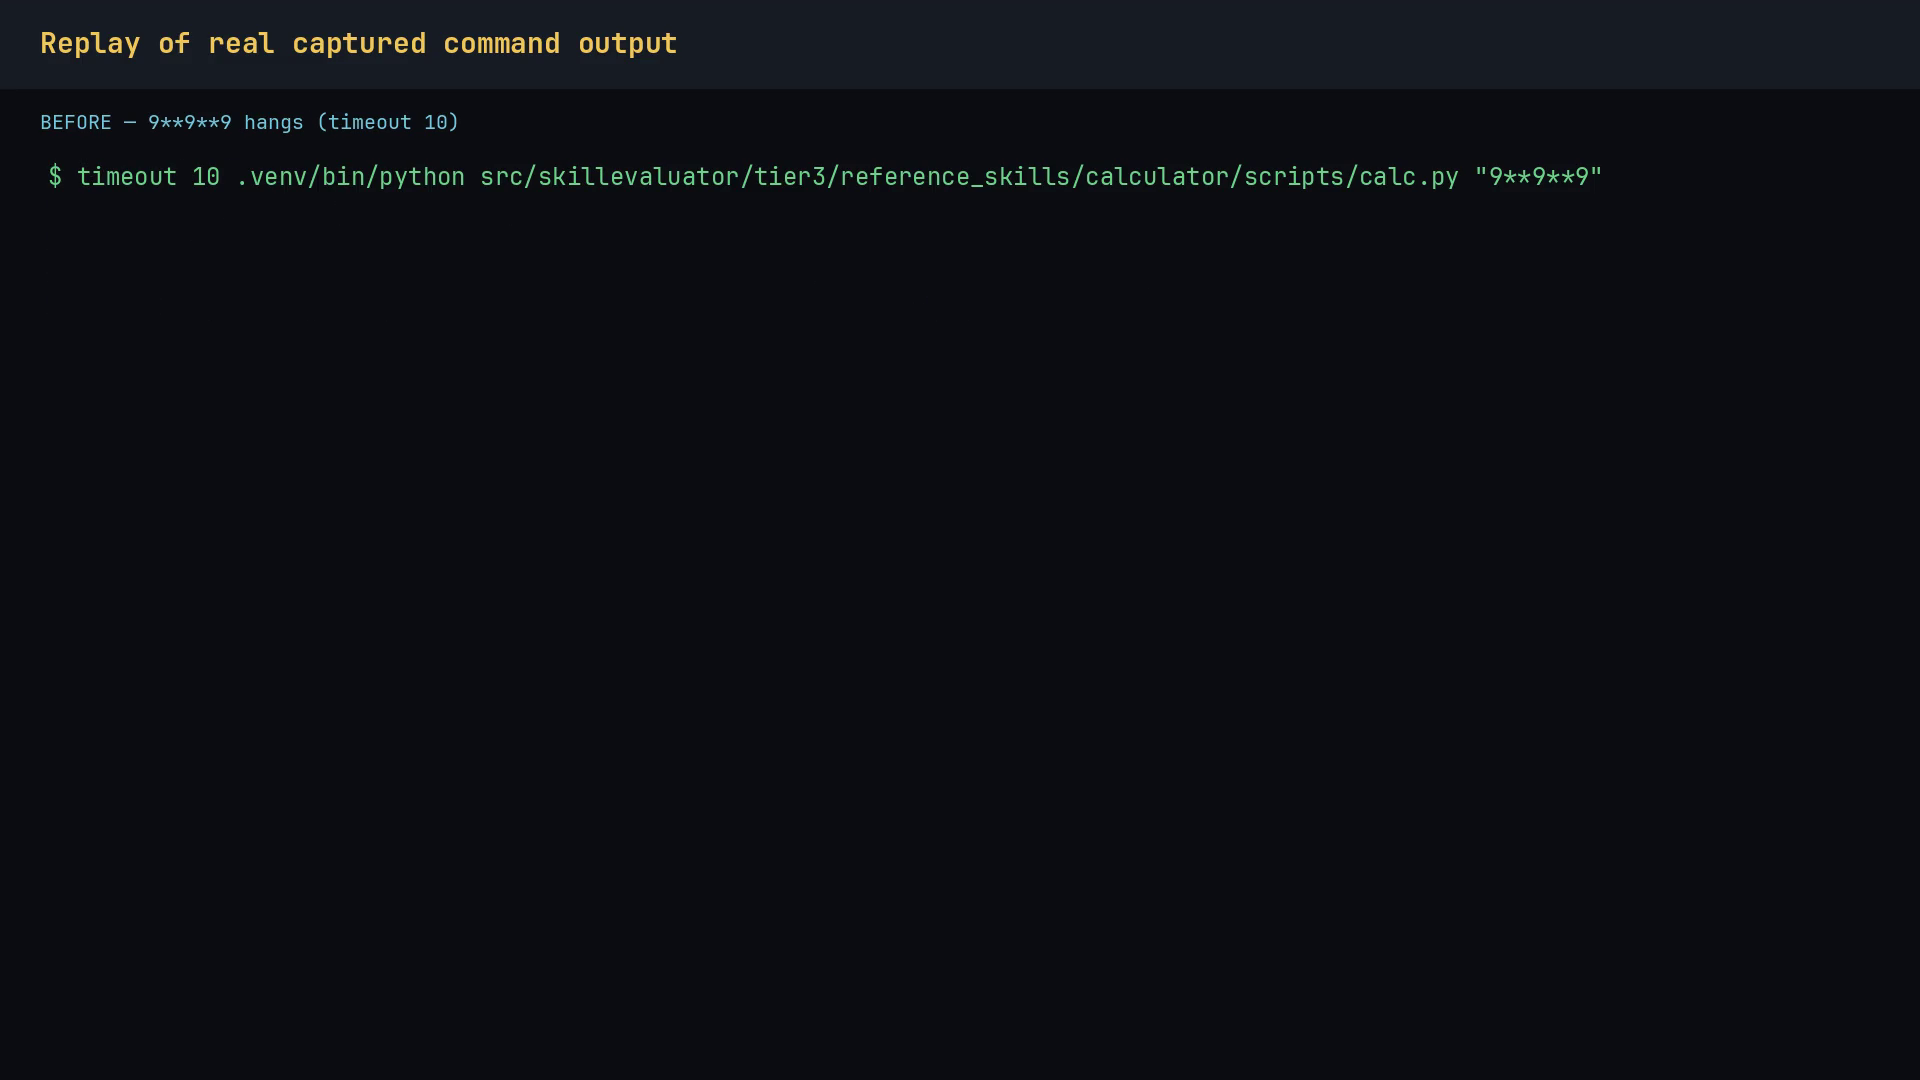 Replay of real captured command output
BEFORE — 9**9**9 hangs (timeout 10)
$ timeout 10 .venv/bin/python src/skillevaluator/tier3/reference_skills/calculator/scripts/calc.py "9**9**9"